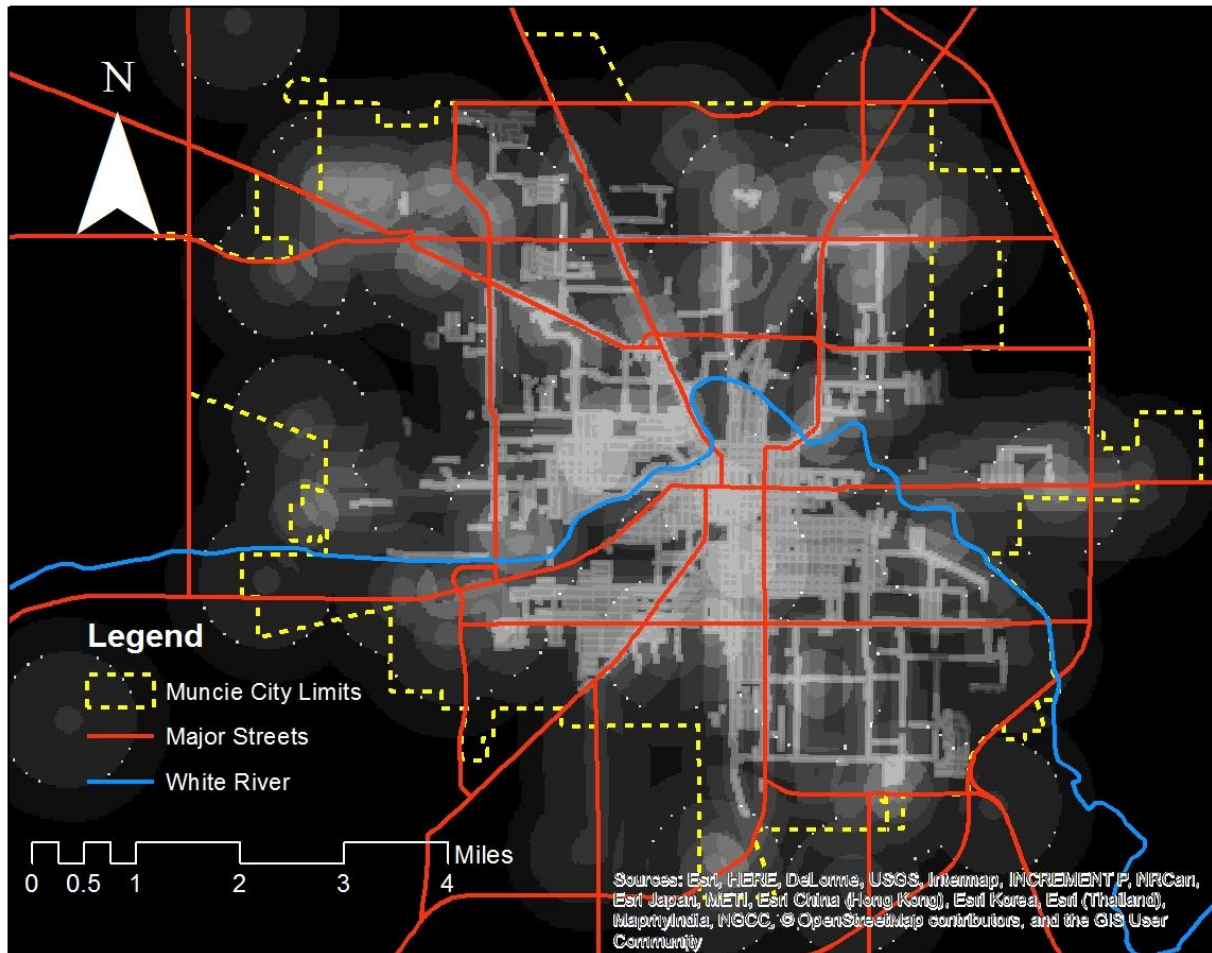 N
Legend
Muncie City Limits
Major Streets
White River
Miles
0 0.5 1 2 3 4
Sources: Esri, HERE, DeLorme, USGS, Intermap, INCREMENT P, NRCan,
Esri Japan, METI, Esri China (Hong Kong), Esri Korea, Esri (Thailand),
MapmyIndia, NGCC, © OpenStreetMap contributors, and the GIS User
Community